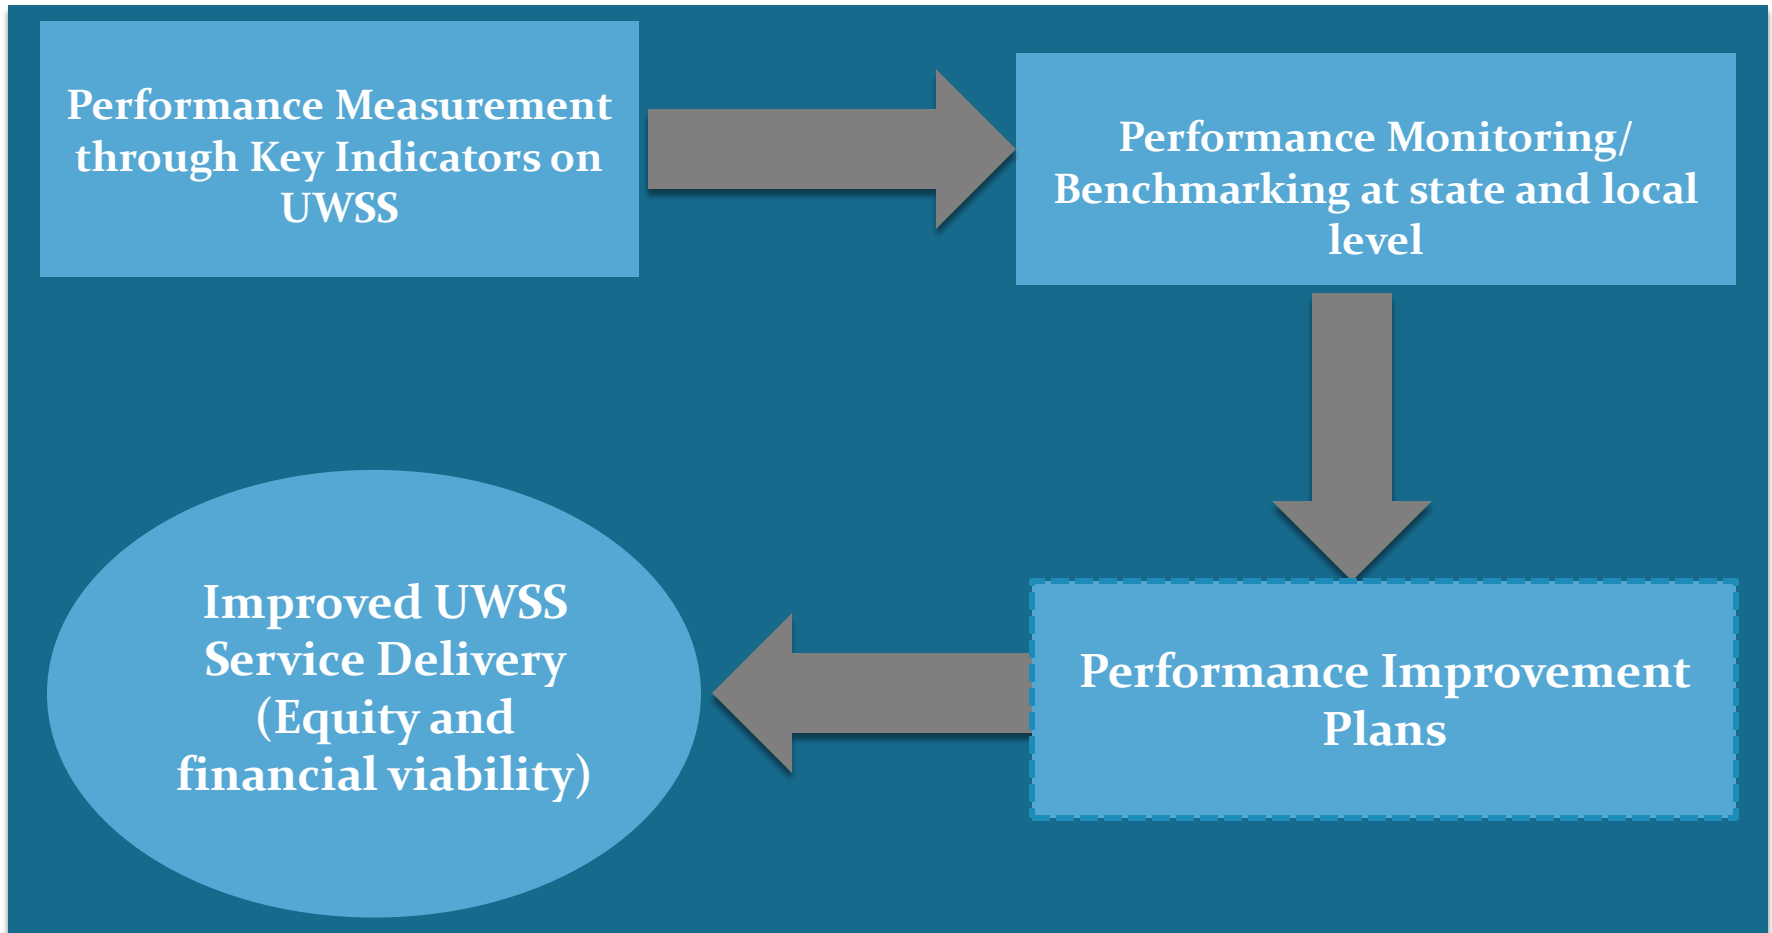 Performance Measurement
through Key Indicators on
UWSS
Performance Monitoring/
Benchmarking at state and local
level
Improved UWSS
Service Delivery
(Equity and
financial viability)
Performance Improvement
Plans